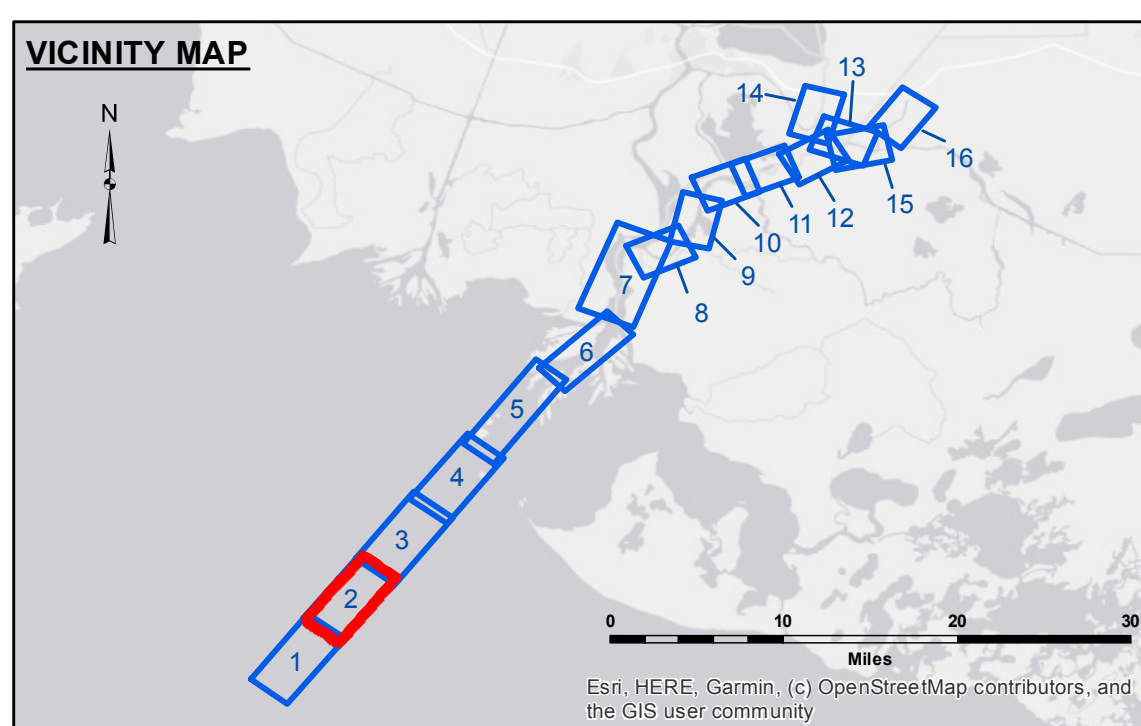 VICINITY MAP
N
13
14
16
15
12
11
10
9
8
7
6
5
4
3
2
1
0 10 20 30
Miles
Esri, HERE, Garmin, (c) OpenStreetMap contributors, and
the GIS user community